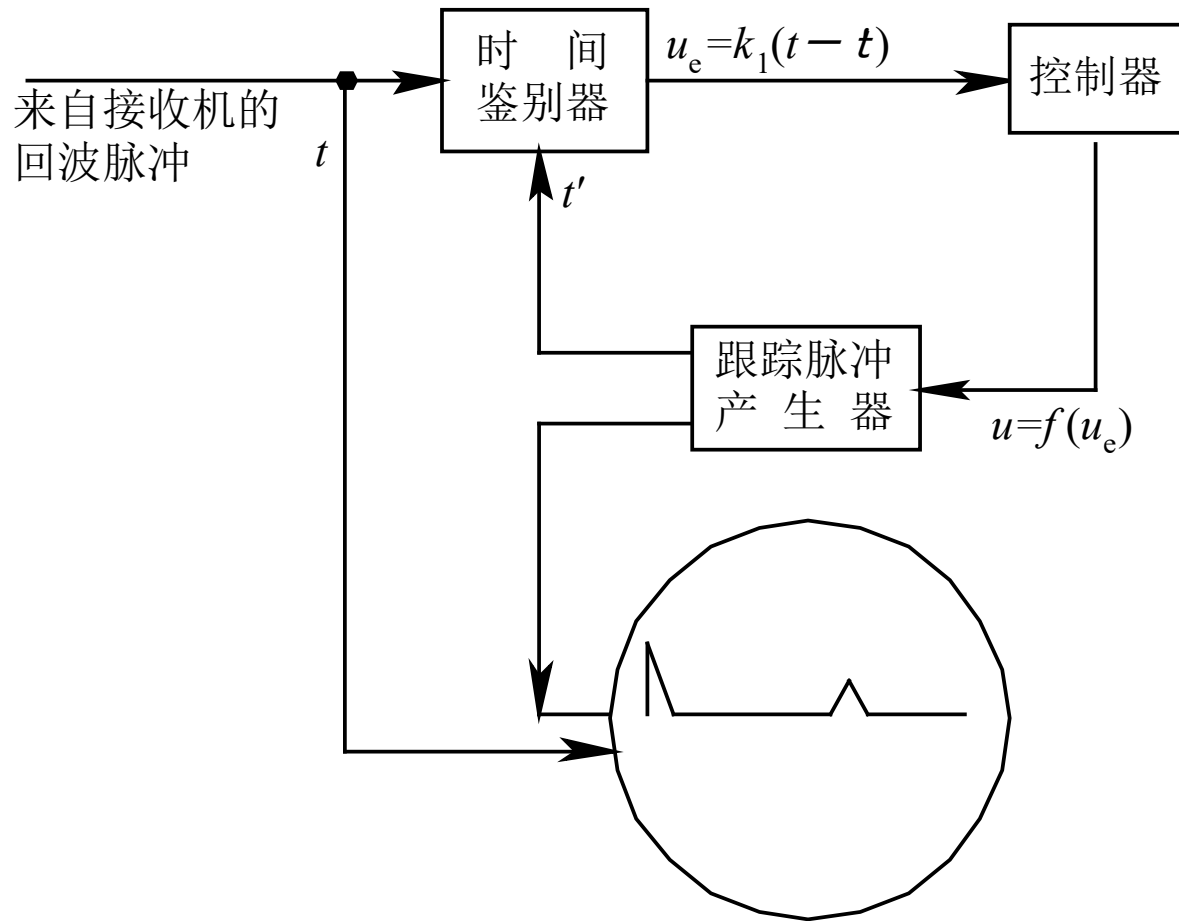 时 间
鉴别器
u_e=k_1(t − t)
控制器
来自接收机的
回波脉冲
t
t′
跟踪脉冲
产 生 器
u=f(u_e)